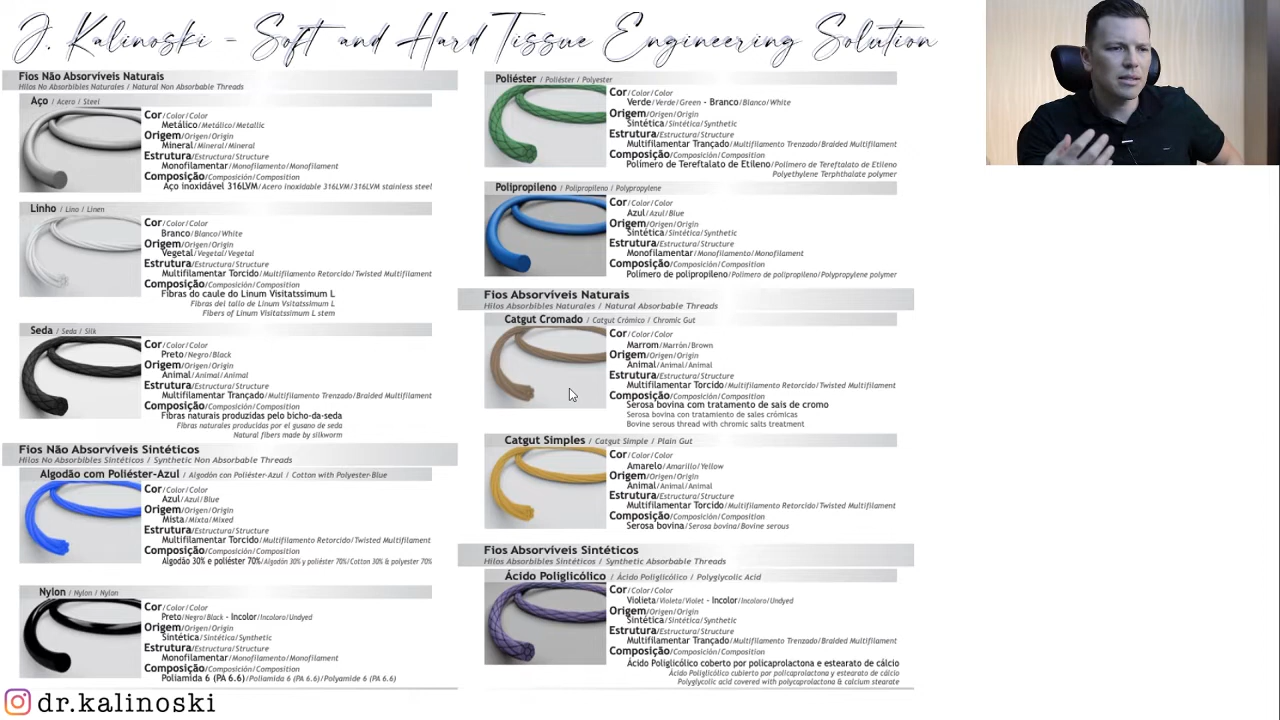 J. Kalinoski - Soft and Hard Tissue Engineering Solution
Fios Não Absorvíveis Naturais
Hilos No Absorbibles Naturales / Natural Non Absorbable Threads
Aço / Acero / Steel
Cor/Color/Color
Metálico/Metálico/Metallic
Origem/Origen/Origin
Mineral/Mineral/Mineral
Estrutura/Estructura/Structure
Monofilamentar/Monofilamento/Monofilament
Composição/Composición/Composition
Aço inoxidável 316LVM/Acero inoxidable 316LVM/316LVM stainless steel
Linho / Lino / Linen
Cor/Color/Color
Branco/Blanco/White
Origem/Origen/Origin
Vegetal/Vegetal/Vegetal
Estrutura/Estructura/Structure
Multifilamentar Torcido/Multifilamento Retorcido/Twisted Multifilament
Composição/Composición/Composition
Fibras do caule do Linum Visitatssimum L
Fibras del tallo de Linum Visitatssimum L
Fibers of Linum Visitatssimum L stem
Seda / Seda / Silk
Cor/Color/Color
Preto/Negro/Black
Origem/Origen/Origin
Animal/Animal/Animal
Estrutura/Estructura/Structure
Multifilamentar Trançado/Multifilamento Trenzado/Braided Multifilament
Composição/Composición/Composition
Fibras naturais produzidas pelo bicho-da-seda
Fibras naturales producidas por el gusano de seda
Natural fibers made by silkworm
Fios Não Absorvíveis Sintéticos
Hilos No Absorbibles Sintéticos / Synthetic Non Absorbable Threads
Algodão com Poliéster-Azul / Algodón con Poliéster-Azul / Cotton with Polyester-Blue
Cor/Color/Color
Azul/Azul/Blue
Origem/Origen/Origin
Mista/Mixta/Mixed
Estrutura/Estructura/Structure
Multifilamentar Torcido/Multifilamento Retorcido/Twisted Multifilament
Composição/Composición/Composition
Algodão 30% e poliéster 70%/Algodón 30% y poliéster 70%/Cotton 30% & polyester 70%
Nylon / Nylon / Nylon
Cor/Color/Color
Preto/Negro/Black - Incolor/Incoloro/Undyed
Origem/Origen/Origin
Sintética/Sintética/Synthetic
Estrutura/Estructura/Structure
Monofilamentar/Monofilamento/Monofilament
Composição/Composición/Composition
Poliamida 6 (PA 6.6)/Poliamida 6 (PA 6.6)/Polyamide 6 (PA 6.6)
Poliéster / Poliéster / Polyester
Cor/Color/Color
Verde/Verde/Green - Branco/Blanco/White
Origem/Origen/Origin
Sintética/Sintética/Synthetic
Estrutura/Estructura/Structure
Multifilamentar Trançado/Multifilamento Trenzado/Braided Multifilament
Composição/Composición/Composition
Polímero de Tereftalato de Etileno/Polímero de Tereftalato de Etileno
Polyethylene Terphthalate polymer
Polipropileno / Polipropileno / Polypropylene
Cor/Color/Color
Azul/Azul/Blue
Origem/Origen/Origin
Sintética/Sintética/Synthetic
Estrutura/Estructura/Structure
Monofilamentar/Monofilamento/Monofilament
Composição/Composición/Composition
Polímero de polipropileno/Polímero de polipropileno/Polypropylene polymer
Fios Absorvíveis Naturais
Hilos Absorbibles Naturales / Natural Absorbable Threads
Catgut Cromado / Catgut Crómico / Chromic Gut
Cor/Color/Color
Marrom/Marrón/Brown
Origem/Origen/Origin
Animal/Animal/Animal
Estrutura/Estructura/Structure
Multifilamentar Torcido/Multifilamento Retorcido/Twisted Multifilament
Composição/Composición/Composition
Serosa bovina com tratamento de sais de cromo
Serosa bovina con tratamiento de sales crómicas
Bovine serous thread with chromic salts treatment
Catgut Simples / Catgut Simple / Plain Gut
Cor/Color/Color
Amarelo/Amarillo/Yellow
Origem/Origen/Origin
Animal/Animal/Animal
Estrutura/Estructura/Structure
Multifilamentar Torcido/Multifilamento Retorcido/Twisted Multifilament
Composição/Composición/Composition
Serosa bovina/Serosa bovina/Bovine serous
Fios Absorvíveis Sintéticos
Hilos Absorbibles Sintéticos / Synthetic Absorbable Threads
Ácido Poliglicólico / Ácido Poliglicólico / Polyglycolic Acid
Cor/Color/Color
Violieta/Violeta/Violet - Incolor/Incoloro/Undyed
Origem/Origen/Origin
Sintética/Sintética/Synthetic
Estrutura/Estructura/Structure
Multifilamentar Trançado/Multifilamento Trenzado/Braided Multifilament
Composição/Composición/Composition
Ácido Poliglicólico coberto por policaprolactona e estearato de cálcio
Ácido Poliglicólico cubierto por policaprolactona y estearato de cálcio
Polyglycolic acid covered with polycaprolactona & calcium stearate
dr.kalinoski